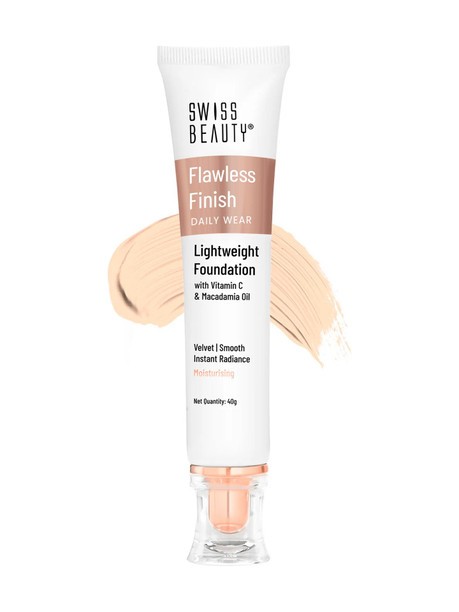 SWISS
BEAUTY®
Flawless
Finish
DAILY WEAR
Lightweight
Foundation
with Vitamin C
& Macadamia Oil
Velvet | Smooth
Instant Radiance
Moisturising
Net Quantity: 40g